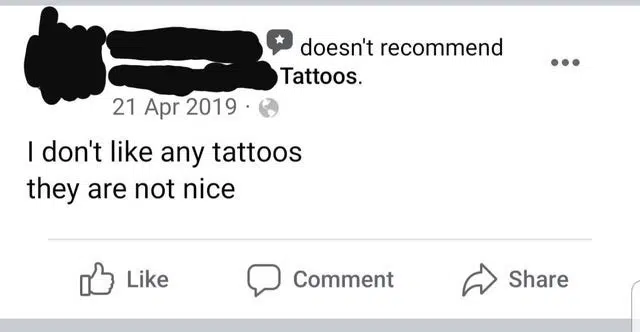 doesn't recommend
Tattoos.
21 Apr 2019 ·
I don't like any tattoos
they are not nice
Like
Comment
Share